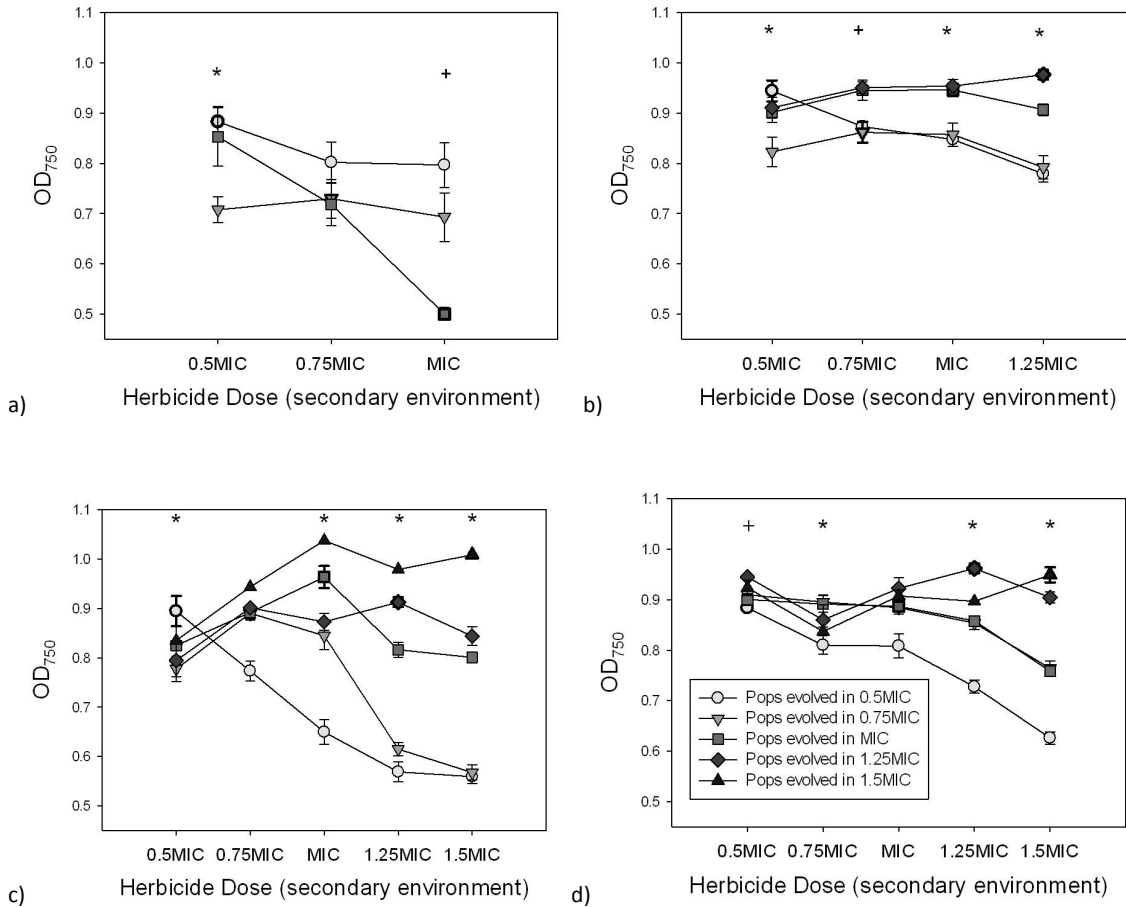 *
+
1.0
0.9
0.8
0.7
0.6
0.5
OD750
0.5MIC 0.75MIC MIC
a) Herbicide Dose (secondary environment)
* + * *
1.1
1.0
0.9
0.8
0.7
0.6
0.5
OD750
0.5MIC 0.75MIC MIC 1.25MIC
b) Herbicide Dose (secondary environment)
* * * *
1.1
1.0
0.9
0.8
0.7
0.6
0.5
OD750
0.5MIC 0.75MIC MIC 1.25MIC 1.5MIC
c) Herbicide Dose (secondary environment)
+ * * *
1.1
1.0
0.9
0.8
0.7
0.6
0.5
OD750
Pops evolved in 0.5MIC
Pops evolved in 0.75MIC
Pops evolved in MIC
Pops evolved in 1.25MIC
Pops evolved in 1.5MIC
0.5MIC 0.75MIC MIC 1.25MIC 1.5MIC
d) Herbicide Dose (secondary environment)